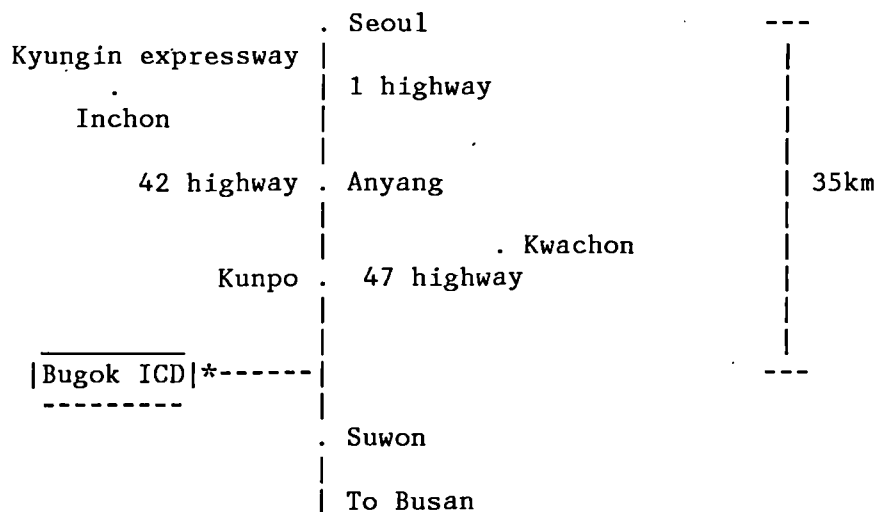 . Seoul
Kyungin expressway
1 highway
Inchon
42 highway . Anyang 35km
. Kwachon
Kunpo . 47 highway
|Bugok ICD|*------|
. Suwon
To Busan